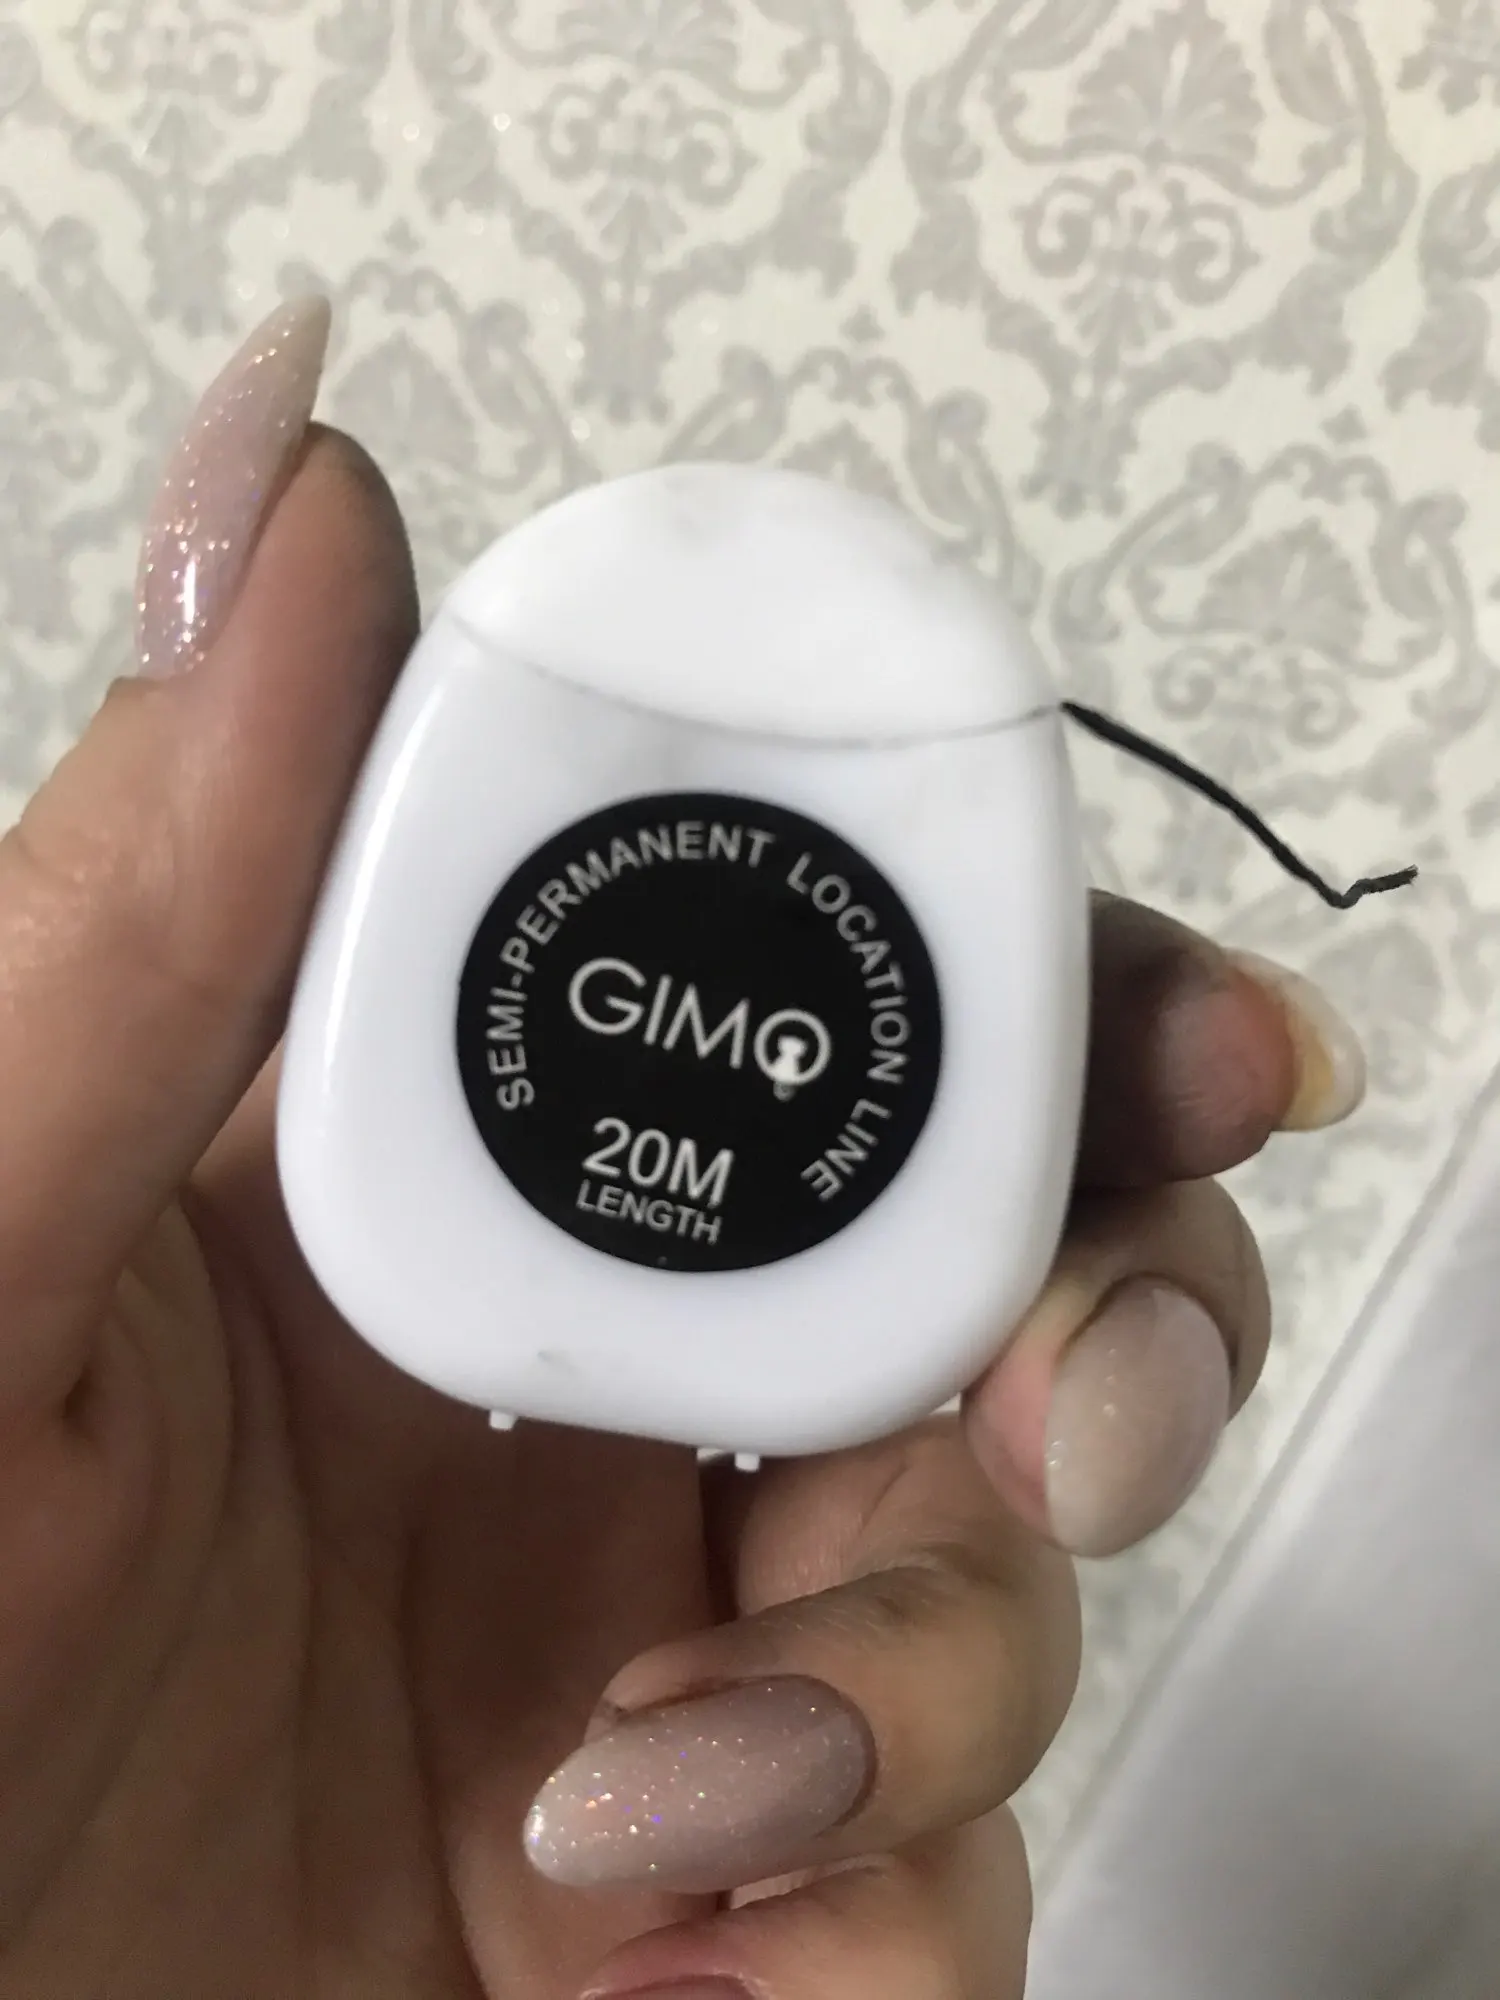 SEMI-PERMANENT LOCATION LINE
GIMO
20M
LENGTH